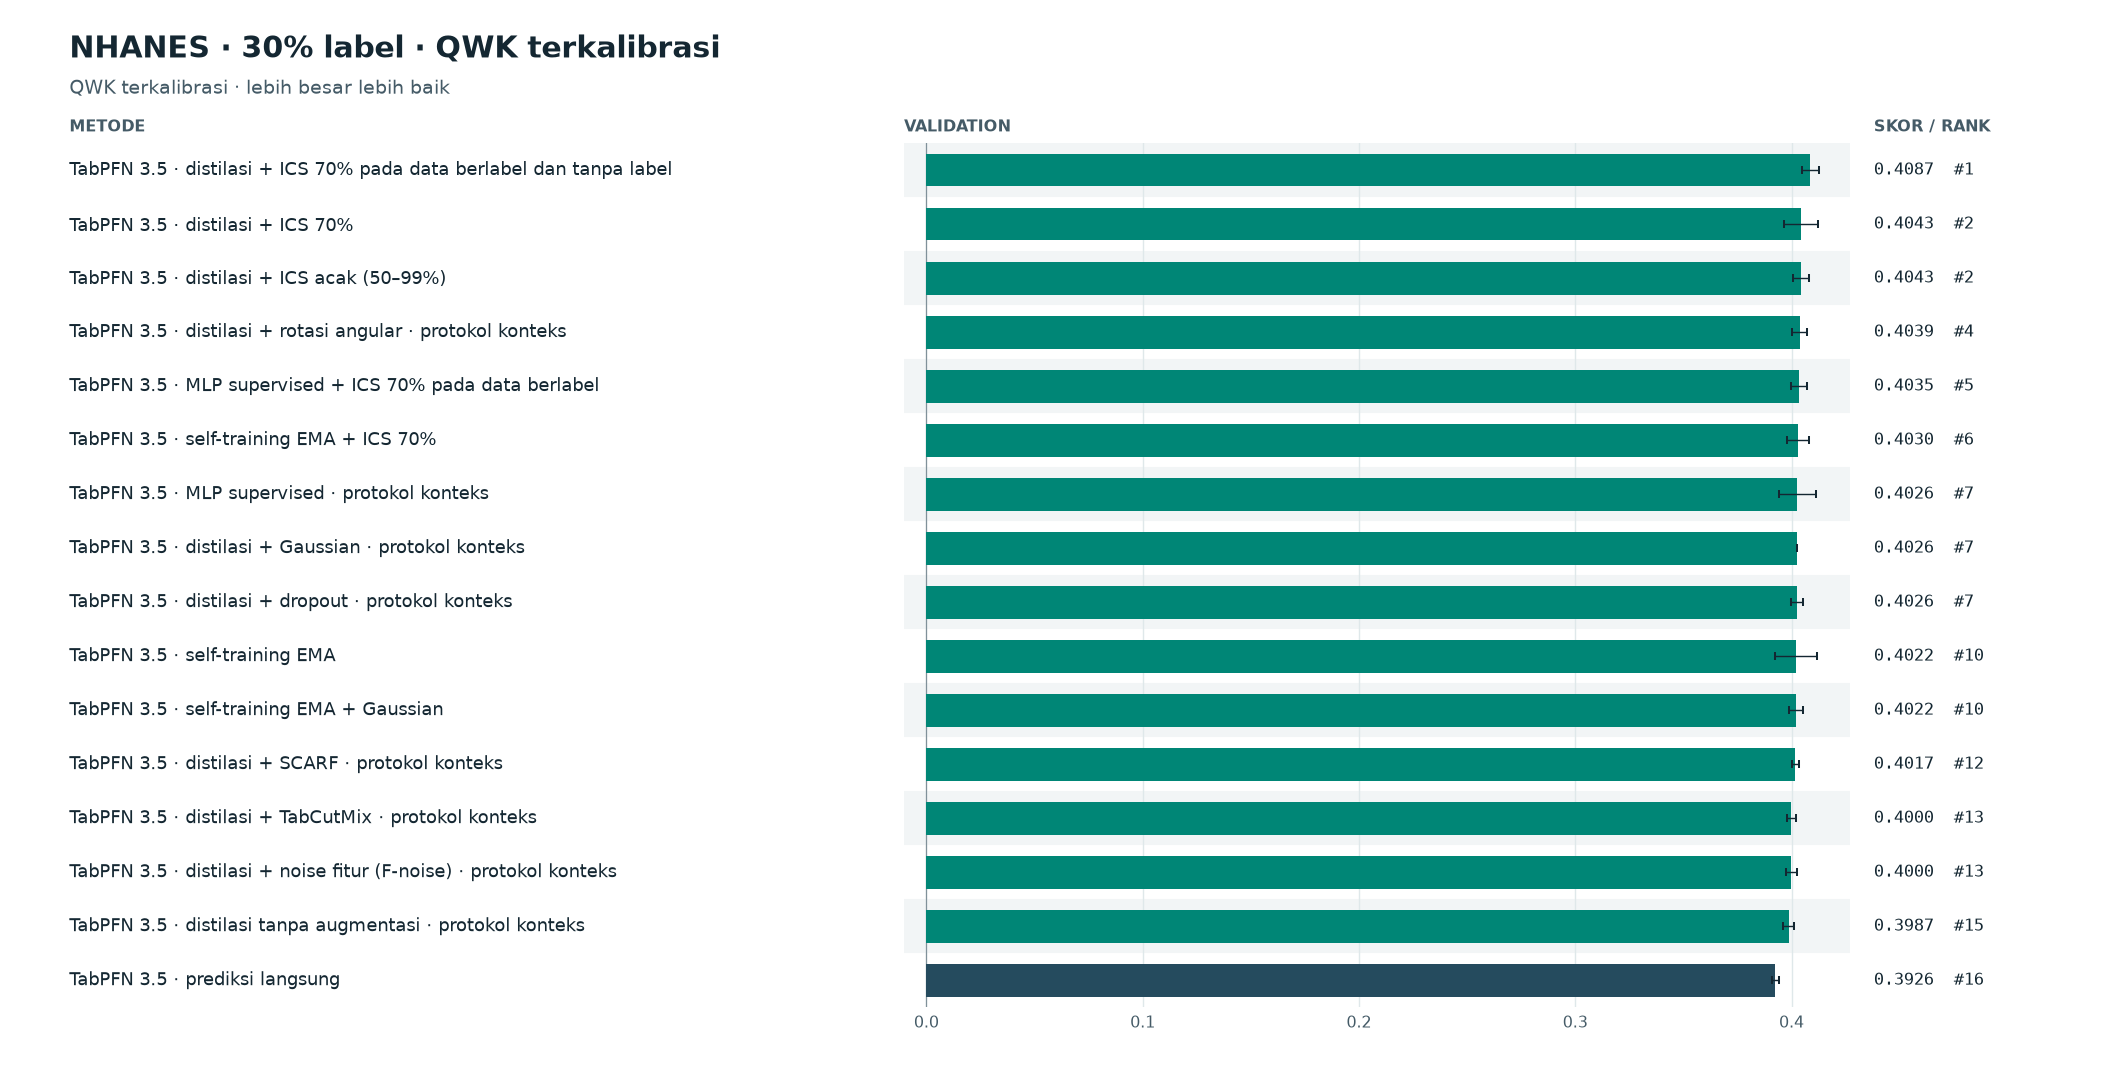 NHANES · 30% label · QWK terkalibrasi
QWK terkalibrasi · lebih besar lebih baik
METODE VALIDATION SKOR / RANK
TabPFN 3.5 · distilasi + ICS 70% pada data berlabel dan tanpa label 0.4087 #1
TabPFN 3.5 · distilasi + ICS 70% 0.4043 #2
TabPFN 3.5 · distilasi + ICS acak (50–99%) 0.4043 #2
TabPFN 3.5 · distilasi + rotasi angular · protokol konteks 0.4039 #4
TabPFN 3.5 · MLP supervised + ICS 70% pada data berlabel 0.4035 #5
TabPFN 3.5 · self-training EMA + ICS 70% 0.4030 #6
TabPFN 3.5 · MLP supervised · protokol konteks 0.4026 #7
TabPFN 3.5 · distilasi + Gaussian · protokol konteks 0.4026 #7
TabPFN 3.5 · distilasi + dropout · protokol konteks 0.4026 #7
TabPFN 3.5 · self-training EMA 0.4022 #10
TabPFN 3.5 · self-training EMA + Gaussian 0.4022 #10
TabPFN 3.5 · distilasi + SCARF · protokol konteks 0.4017 #12
TabPFN 3.5 · distilasi + TabCutMix · protokol konteks 0.4000 #13
TabPFN 3.5 · distilasi + noise fitur (F-noise) · protokol konteks 0.4000 #13
TabPFN 3.5 · distilasi tanpa augmentasi · protokol konteks 0.3987 #15
TabPFN 3.5 · prediksi langsung 0.3926 #16
0.0 0.1 0.2 0.3 0.4